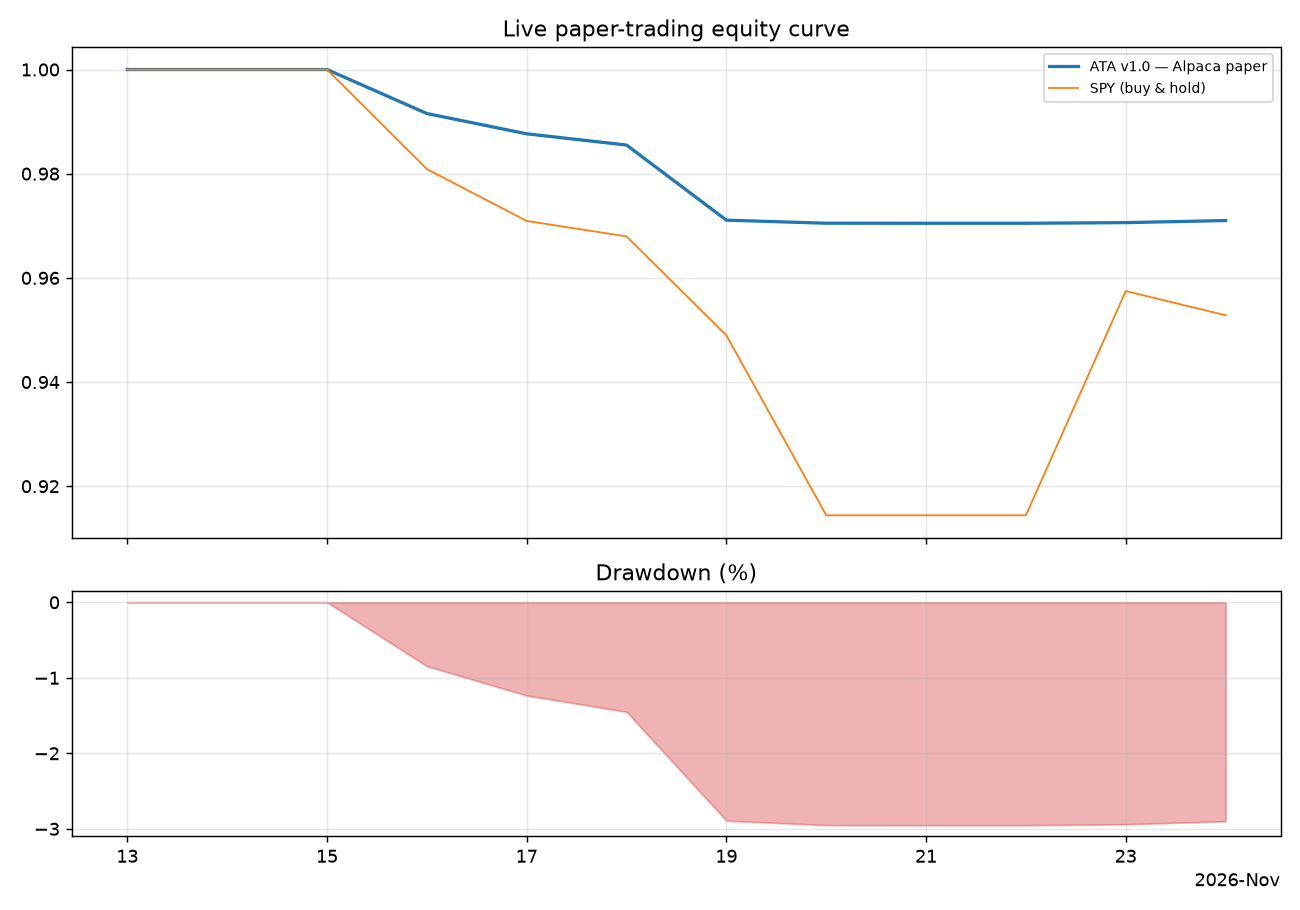 Live paper-trading equity curve
ATA v1.0 — Alpaca paper
SPY (buy & hold)
1.00
0.98
0.96
0.94
0.92
Drawdown (%)
0
−1
−2
−3
13 15 17 19 21 23
2026-Nov